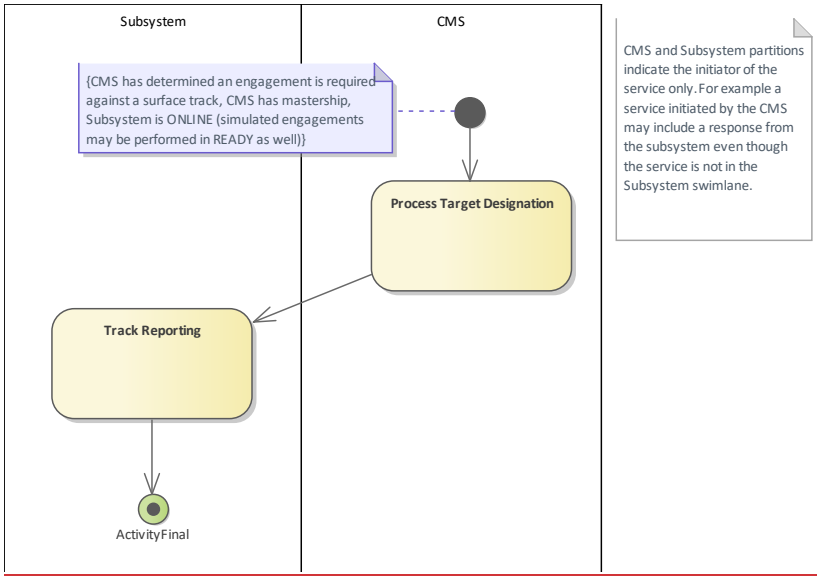 Subsystem
CMS
{CMS has determined an engagement is required
against a surface track, CMS has mastership,
Subsystem is ONLINE (simulated engagements
may be performed in READY as well)}
CMS and Subsystem partitions
indicate the initiator of the
service only. For example a
service initiated by the CMS
may include a response from
the subsystem even though
the service is not in the
Subsystem swimlane.
Process Target Designation
Track Reporting
ActivityFinal